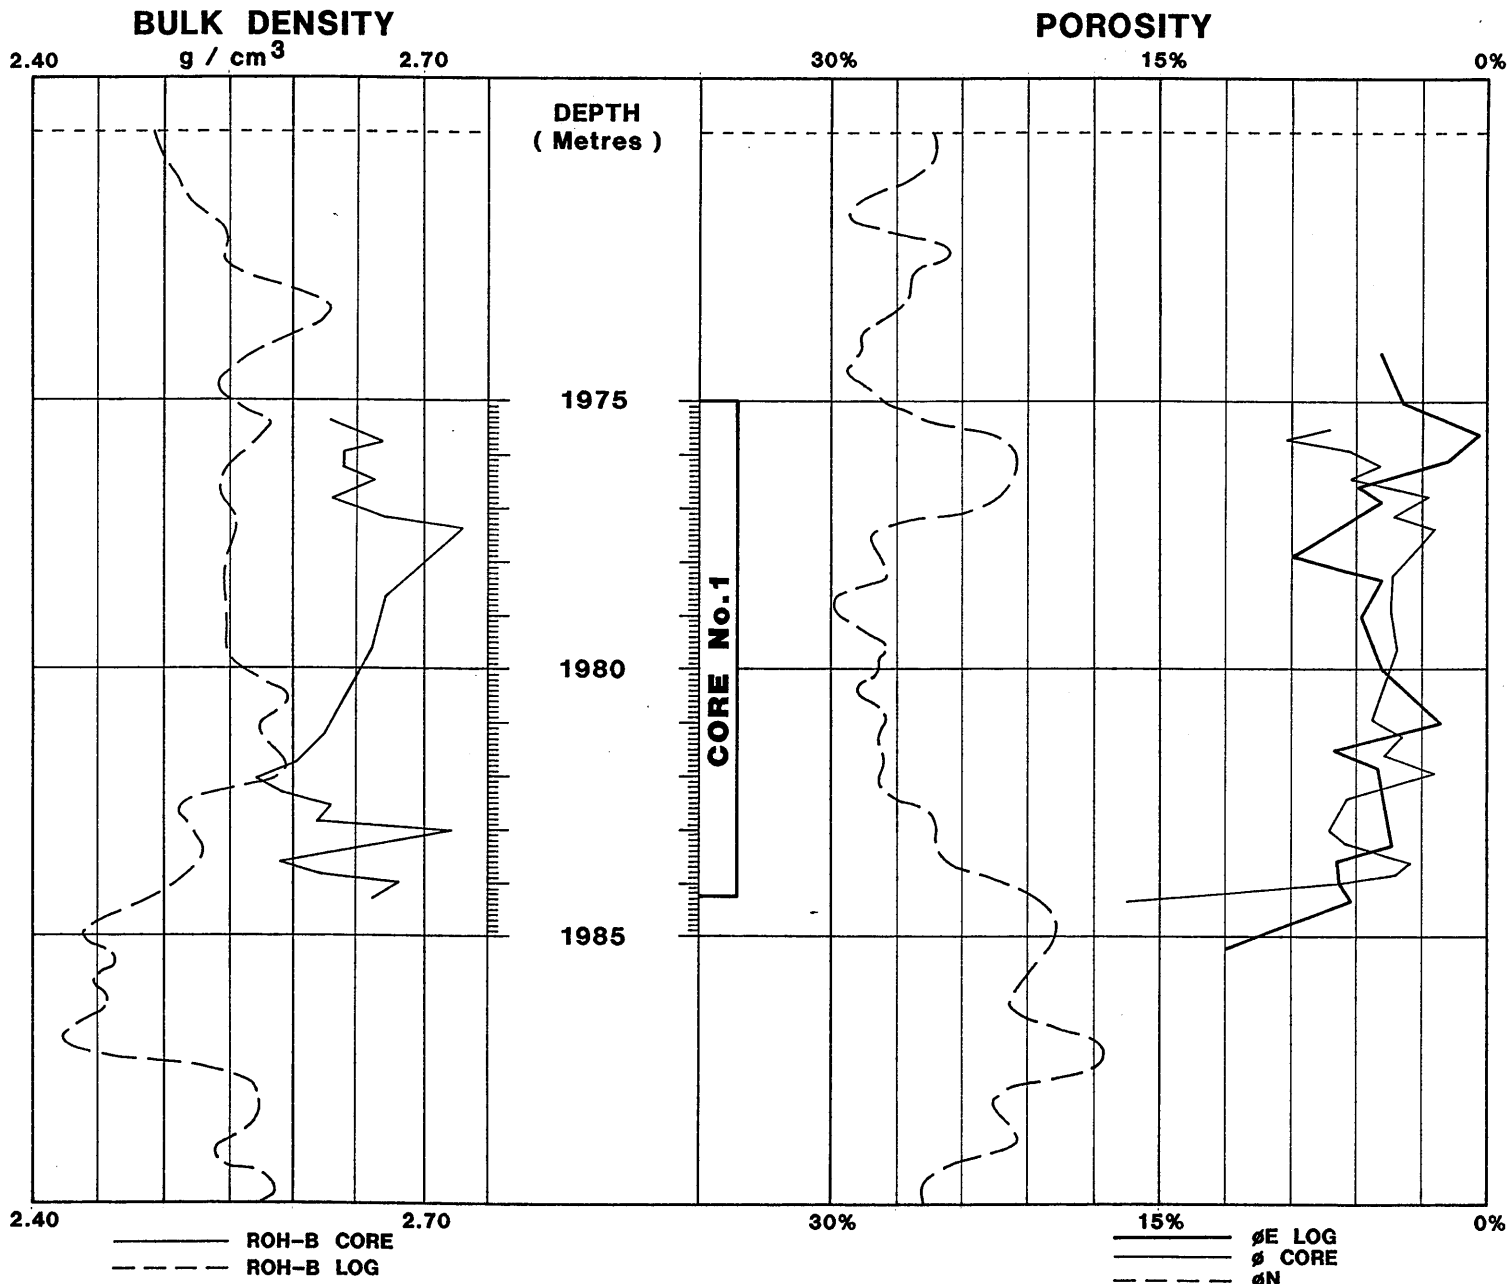 BULK DENSITY
g / cm³
2.40 2.70
POROSITY
30% 15% 0%
DEPTH
( Metres )
1975
1980
1985
CORE No.1
2.40 2.70
30% 15% 0%
ROH-B CORE
ROH-B LOG
øE LOG
ø CORE
øN